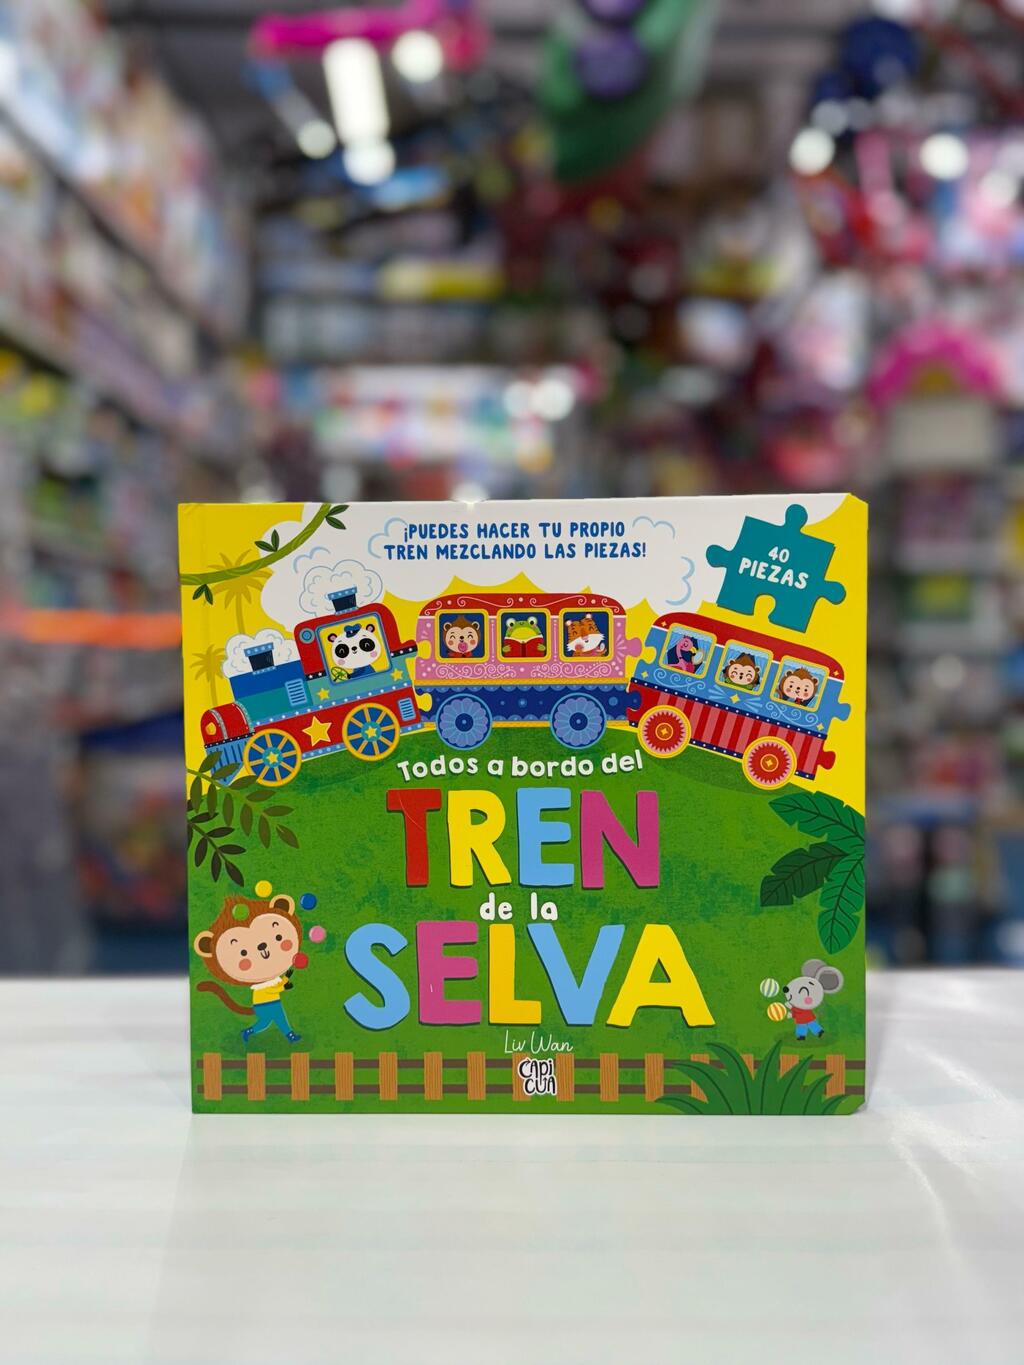 ¡PUEDES HACER TU PROPIO
TREN MEZCLANDO LAS PIEZAS!
40
PIEZAS
Todos a bordo del
TREN
de la
SELVA
Liv Wan
CAPI
CUA